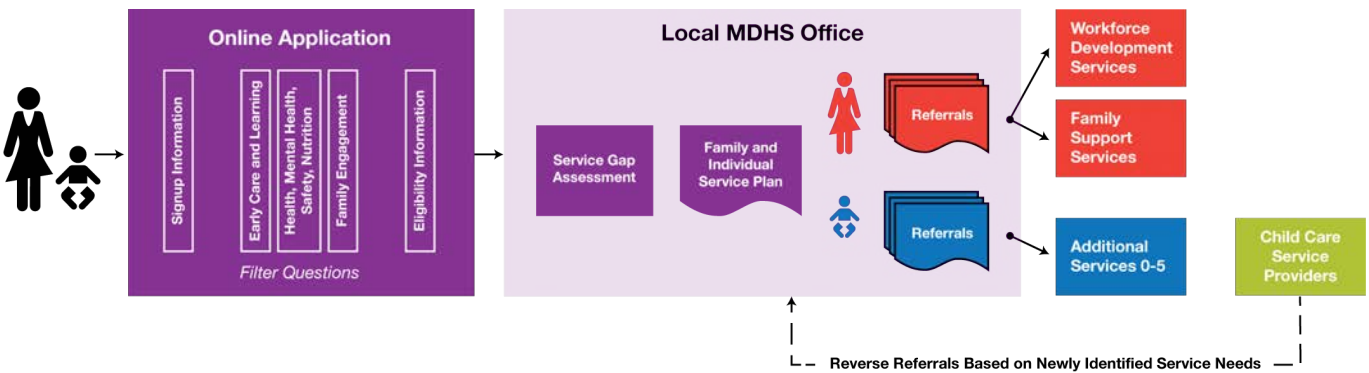 Online Application
Signup Information
Early Care and Learning
Health, Mental Health,
Safety, Nutrition
Family Engagement
Eligibility Information
Filter Questions
Local MDHS Office
Service Gap
Assessment
Family and
Individual
Service Plan
Referrals
Referrals
Workforce
Development
Services
Family
Support
Services
Additional
Services 0-5
Child Care
Service
Providers
Reverse Referrals Based on Newly Identified Service Needs